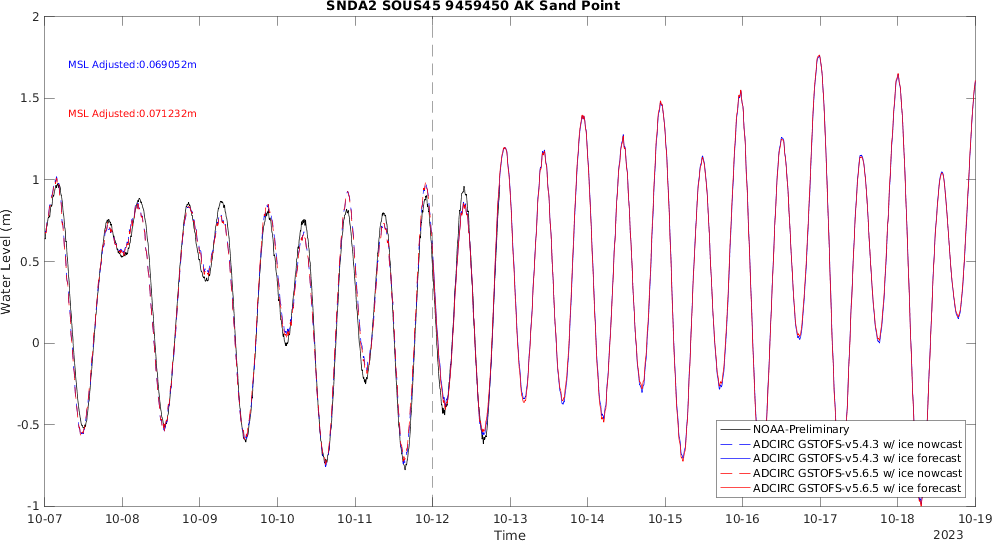 SNDA2 SOUS45 9459450 AK Sand Point
2
MSL Adjusted:0.069052m
1.5
MSL Adjusted:0.071232m
1
Water Level (m)
0.5
0
-0.5
-1
NOAA-Preliminary
ADCIRC GSTOFS-v5.4.3 w/ ice nowcast
ADCIRC GSTOFS-v5.4.3 w/ ice forecast
ADCIRC GSTOFS-v5.6.5 w/ ice nowcast
ADCIRC GSTOFS-v5.6.5 w/ ice forecast
10-07 10-08 10-09 10-10 10-11 10-12 10-13 10-14 10-15 10-16 10-17 10-18 10-19
Time
2023